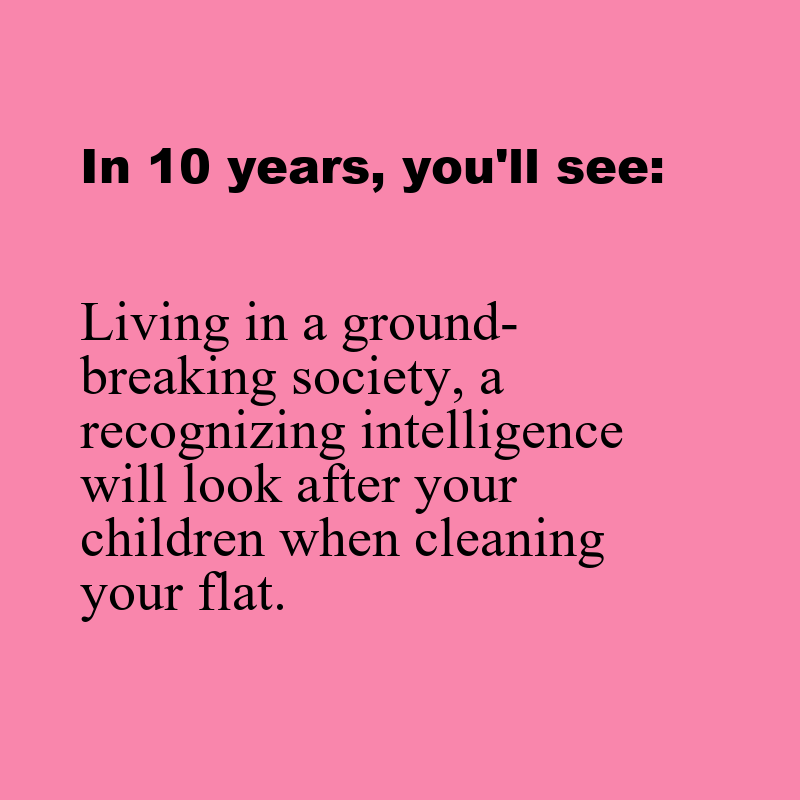 In 10 years, you'll see:
Living in a ground-
breaking society, a
recognizing intelligence
will look after your
children when cleaning
your flat.